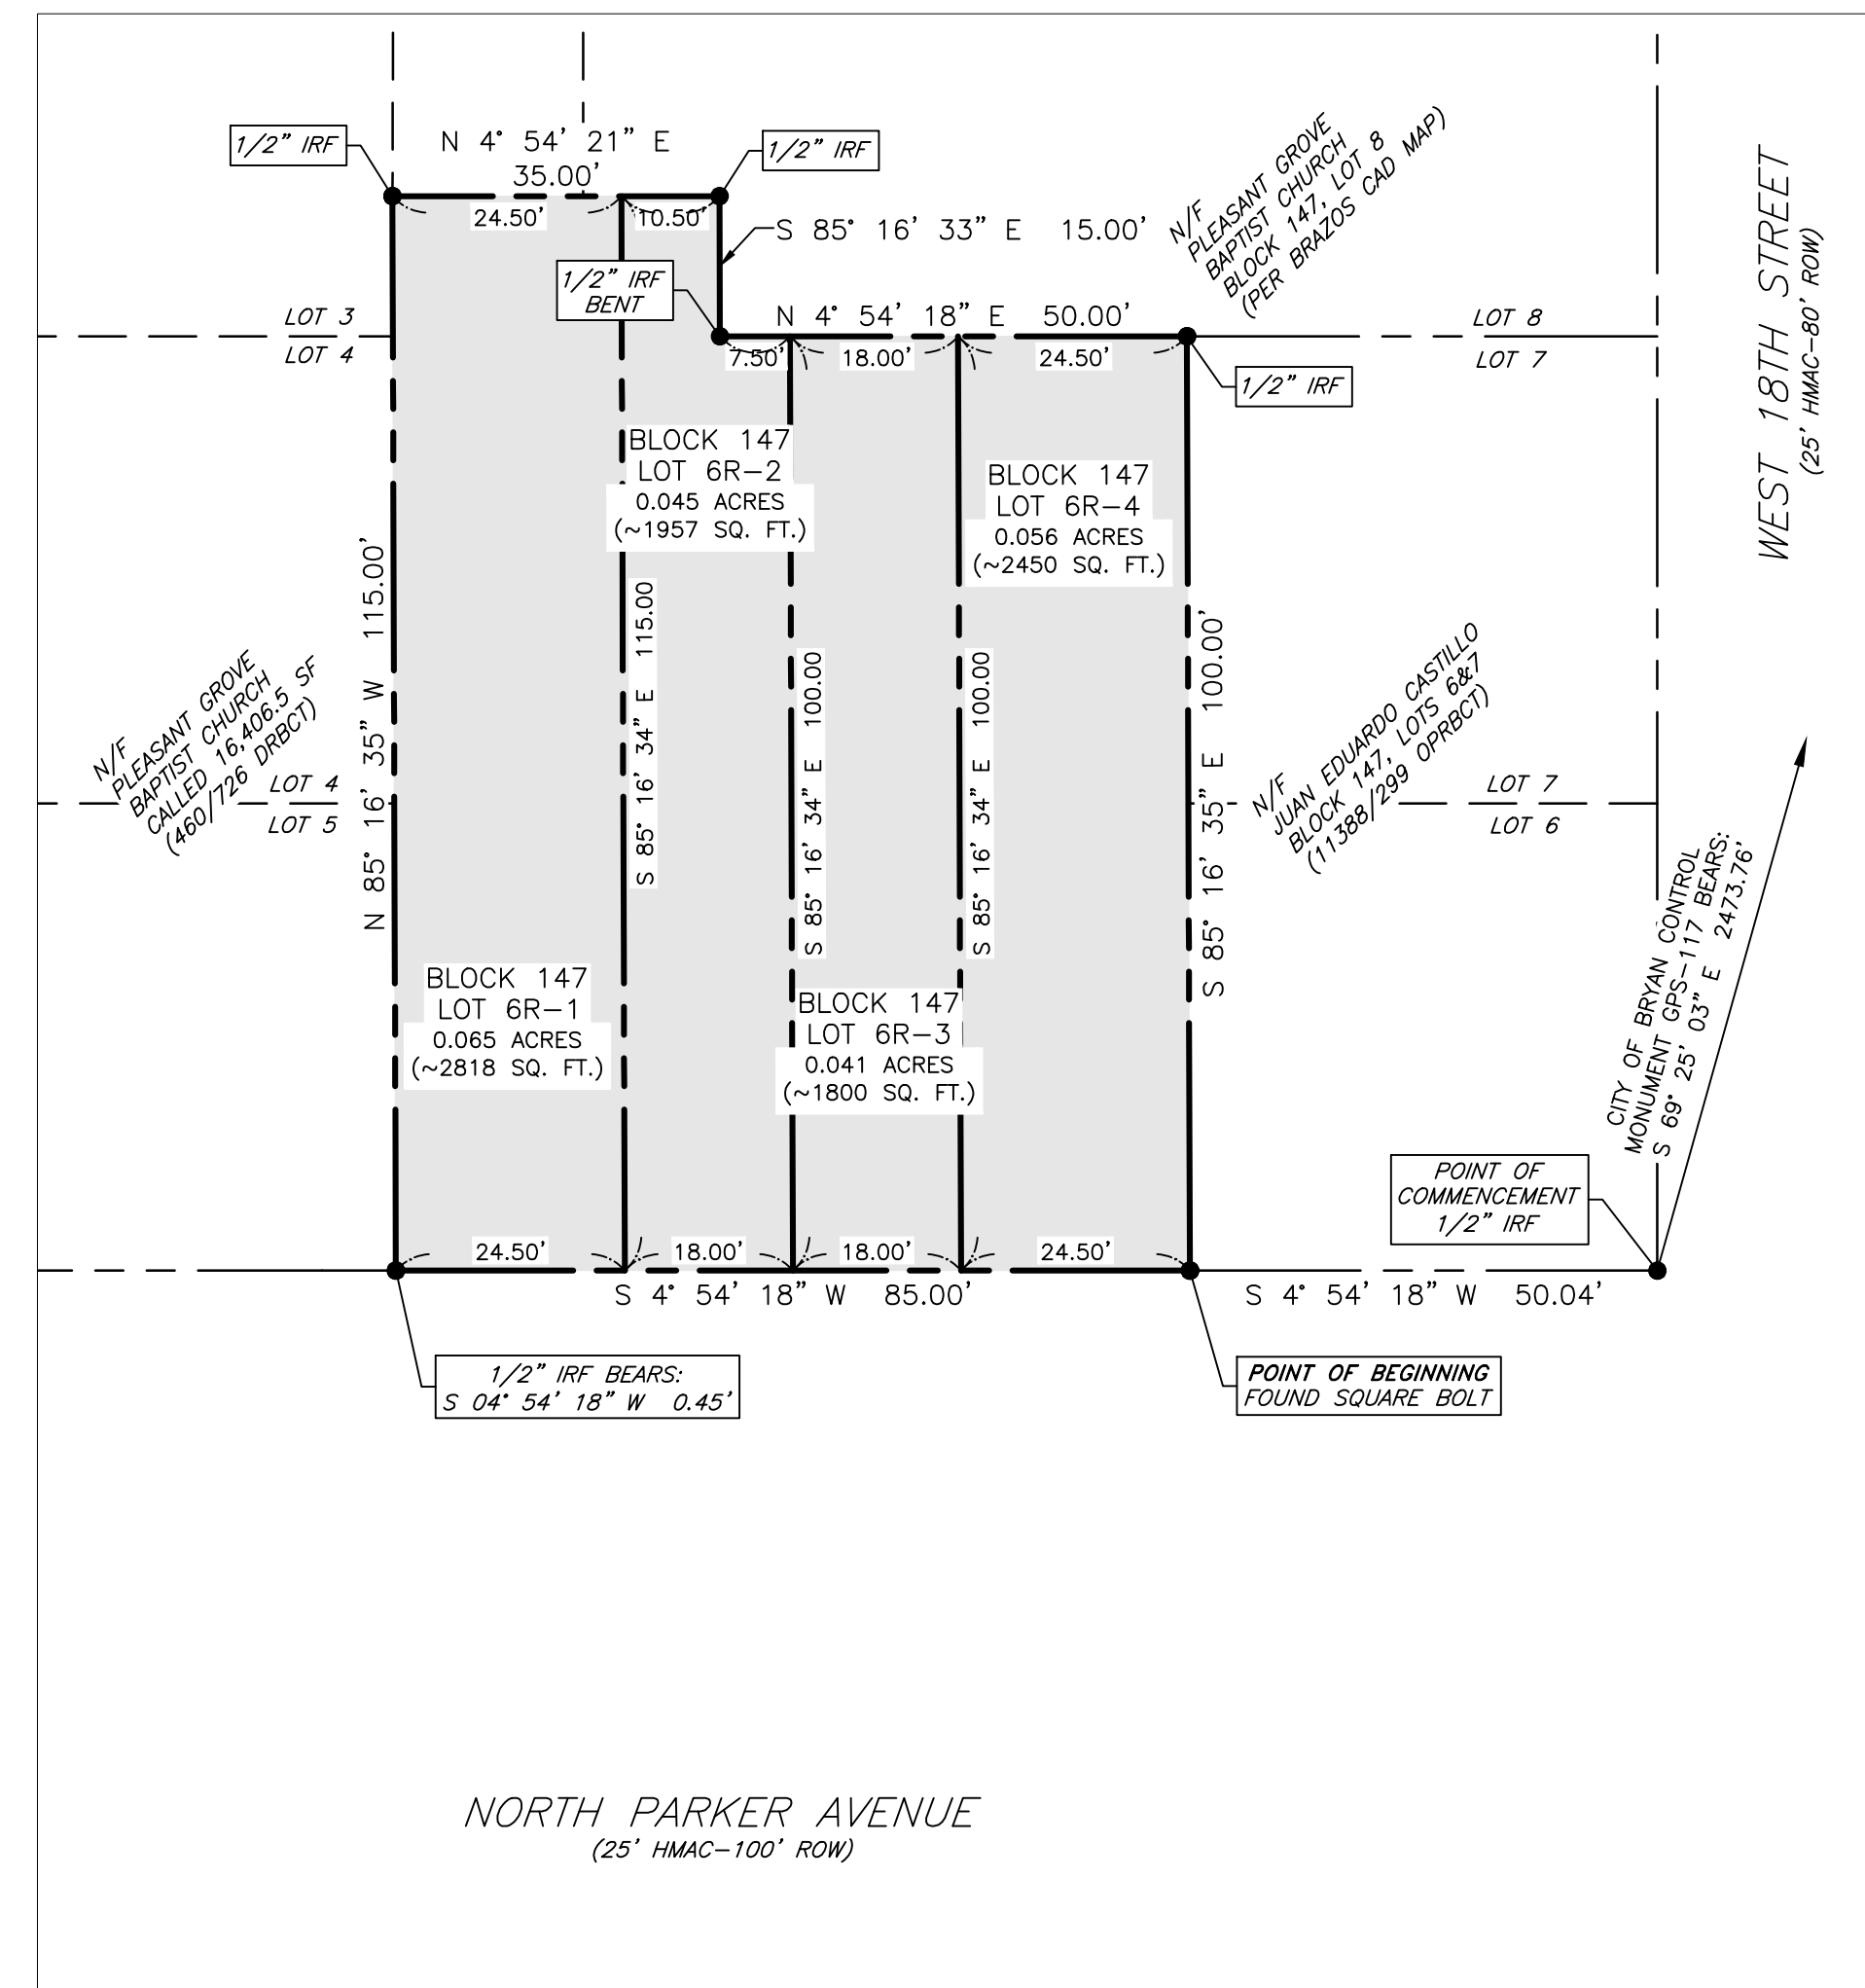 1/2” IRF
N 4° 54’ 21” E
35.00’
1/2” IRF
24.50’
10.50’
S 85° 16’ 33” E 15.00’
1/2” IRF
BENT
N/F
PLEASANT GROVE
BAPTIST CHURCH
BLOCK 147, LOT 8
(PER BRAZOS CAD MAP)
WEST 18TH STREET
(25’ HMAC-80’ ROW)
LOT 3
LOT 4
N 4° 54’ 18” E 50.00’
7.50’
18.00’
24.50’
LOT 8
LOT 7
1/2” IRF
BLOCK 147
LOT 6R-2
0.045 ACRES
(~1957 SQ. FT.)
BLOCK 147
LOT 6R-4
0.056 ACRES
(~2450 SQ. FT.)
N 85° 16’ 35” W 115.00’
S 85° 16’ 34” E 115.00
S 85° 16’ 34” E 100.00
S 85° 16’ 34” E 100.00
S 85° 16’ 35” E 100.00’
N/F
PLEASANT GROVE
BAPTIST CHURCH
CALLED 16,406.5 SF
(460/726 DRBCT)
LOT 4
LOT 5
N/F
JUAN EDUARDO CASTILLO
BLOCK 147, LOTS 6&7
(11388/299 OPRBCT)
LOT 7
LOT 6
CITY OF BRYAN CONTROL
MONUMENT GPS-117 BEARS:
S 69° 25’ 03” E 2473.76’
BLOCK 147
LOT 6R-1
0.065 ACRES
(~2818 SQ. FT.)
BLOCK 147
LOT 6R-3
0.041 ACRES
(~1800 SQ. FT.)
POINT OF
COMMENCEMENT
1/2” IRF
24.50’
18.00’
18.00’
24.50’
S 4° 54’ 18” W 85.00’
S 4° 54’ 18” W 50.04’
1/2” IRF BEARS:
S 04° 54’ 18” W 0.45’
POINT OF BEGINNING
FOUND SQUARE BOLT
NORTH PARKER AVENUE
(25’ HMAC-100’ ROW)